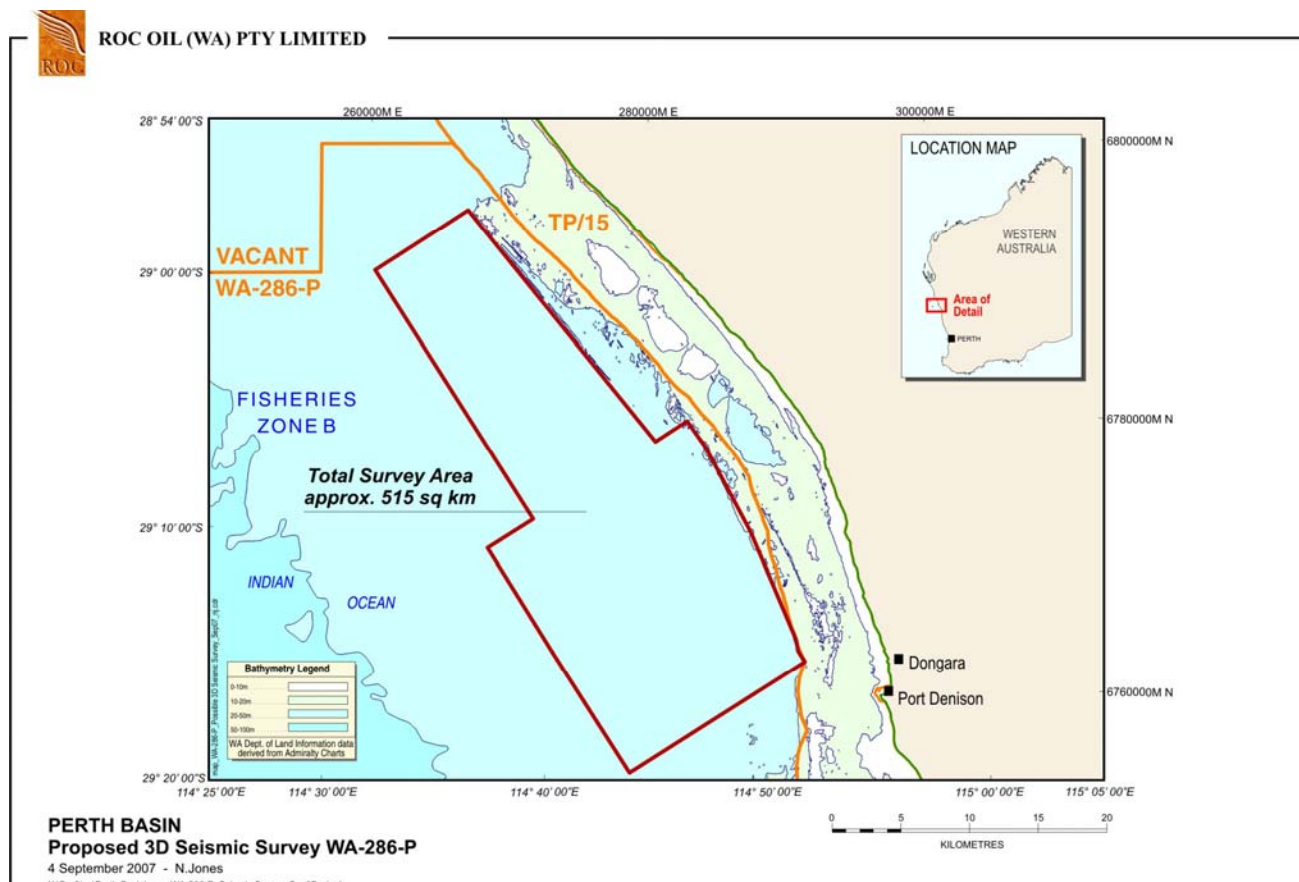 ROC OIL (WA) PTY LIMITED
ROC
260000M E
280000M E
300000M E
28° 54' 00"S
6800000M N
LOCATION MAP
WESTERN
AUSTRALIA
Area of
Detail
PERTH
TP/15
VACANT
29° 00' 00"S
WA-286-P
FISHERIES
ZONE B
6780000M N
Total Survey Area
approx. 515 sq km
29° 10' 00"S
INDIAN
OCEAN
Bathymetry Legend
0-10m
10-20m
20-50m
50-100m
WA Dept. of Land Information data
derived from Admiralty Charts
Dongara
Port Denison
6760000M N
29° 20' 00"S
114° 25' 00"E
114° 30' 00"E
114° 40' 00"E
114° 50' 00"E
115° 00' 00"E
115° 05' 00"E
0 5 10 15 20
KILOMETRES
PERTH BASIN
Proposed 3D Seismic Survey WA-286-P
4 September 2007 - N.Jones